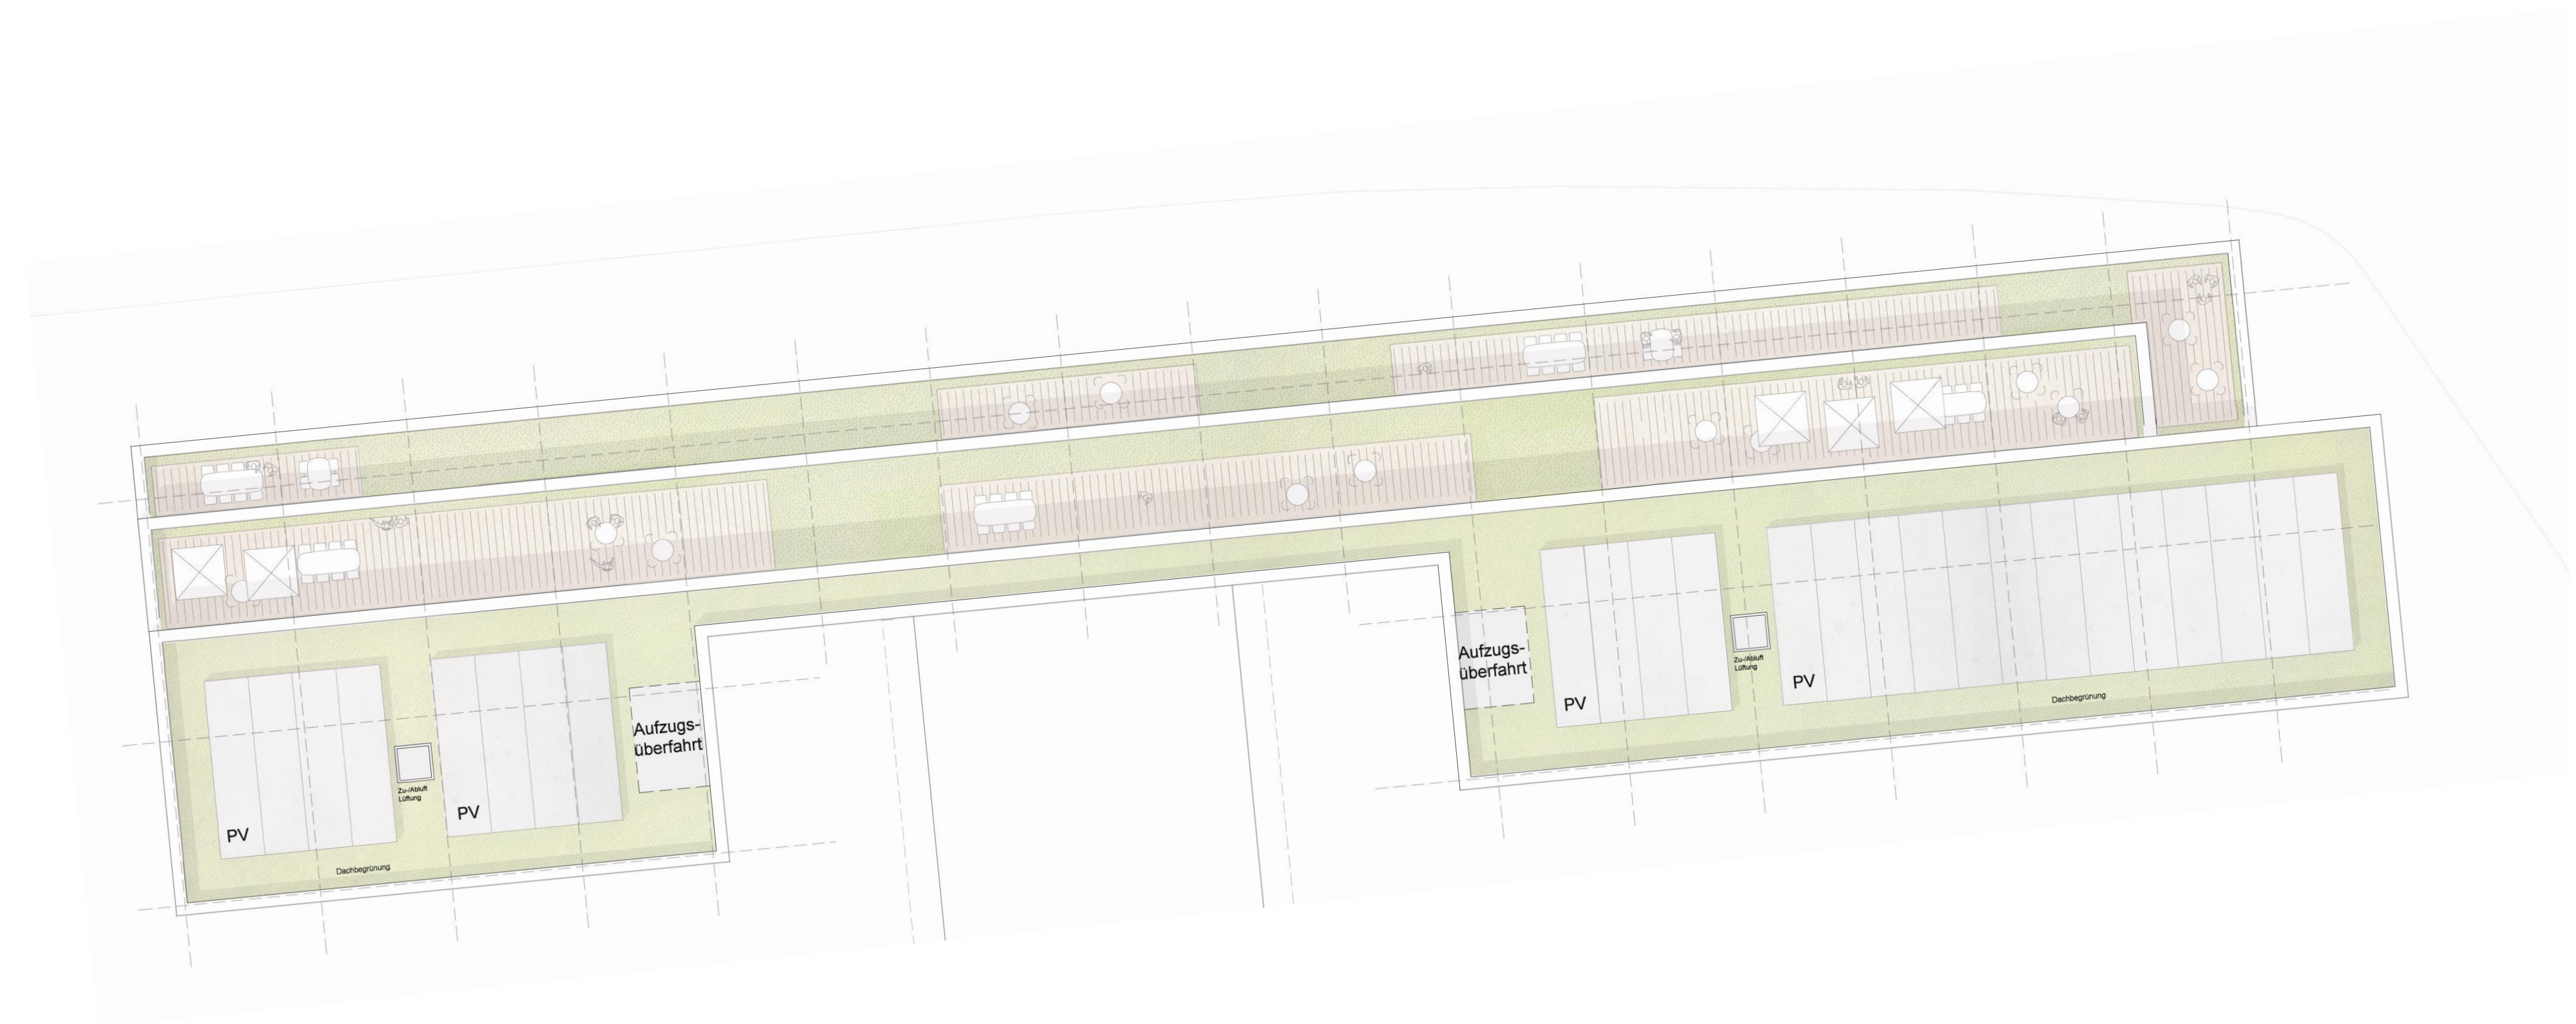 Aufzugs-
überfahrt
Zu-/Abluft
Lüftung
PV
PV
Dachbegrünung
Aufzugs-
überfahrt
Zu-/Abluft
Lüftung
PV
PV
Dachbegrünung